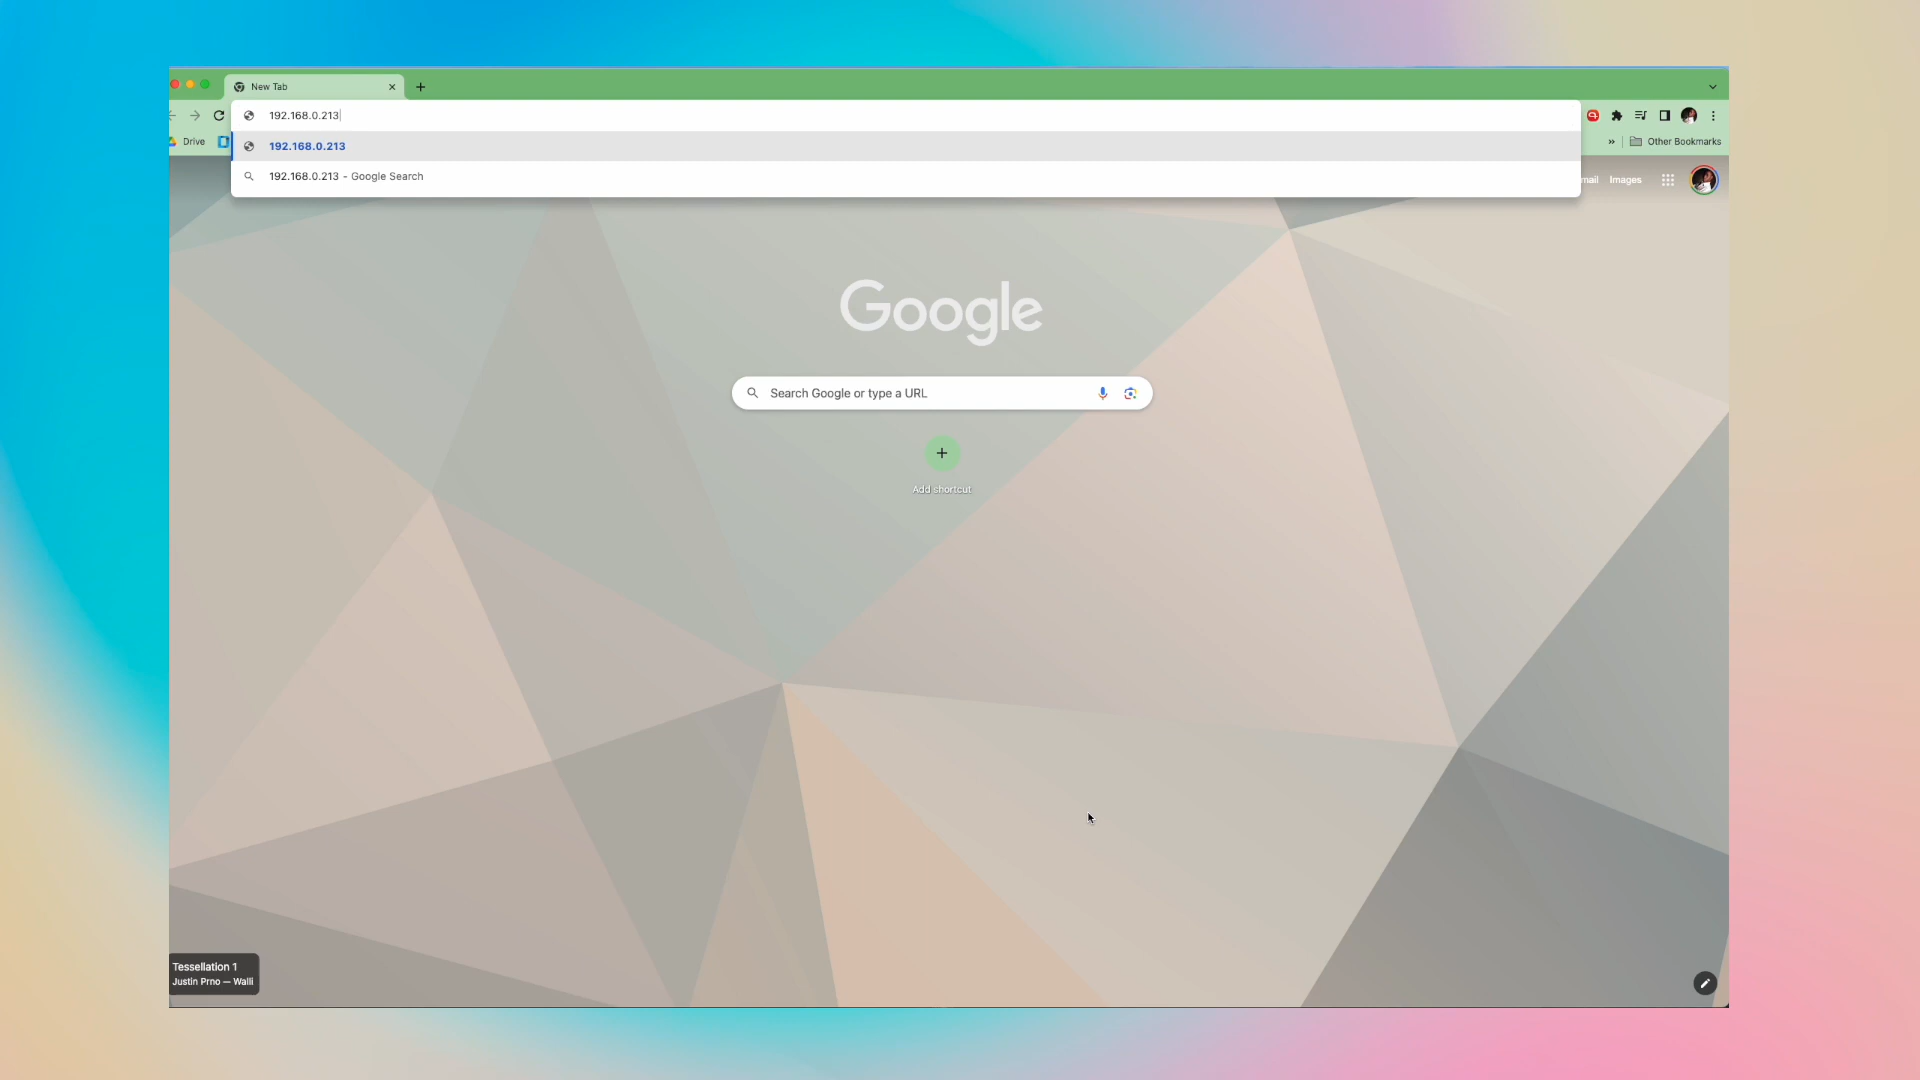 New Tab
192.168.0.213
Drive
192.168.0.213
Other Bookmarks
192.168.0.213 - Google Search
Images
Google
Search Google or type a URL
Add shortcut
Tessellation 1
Justin Prno — Walli